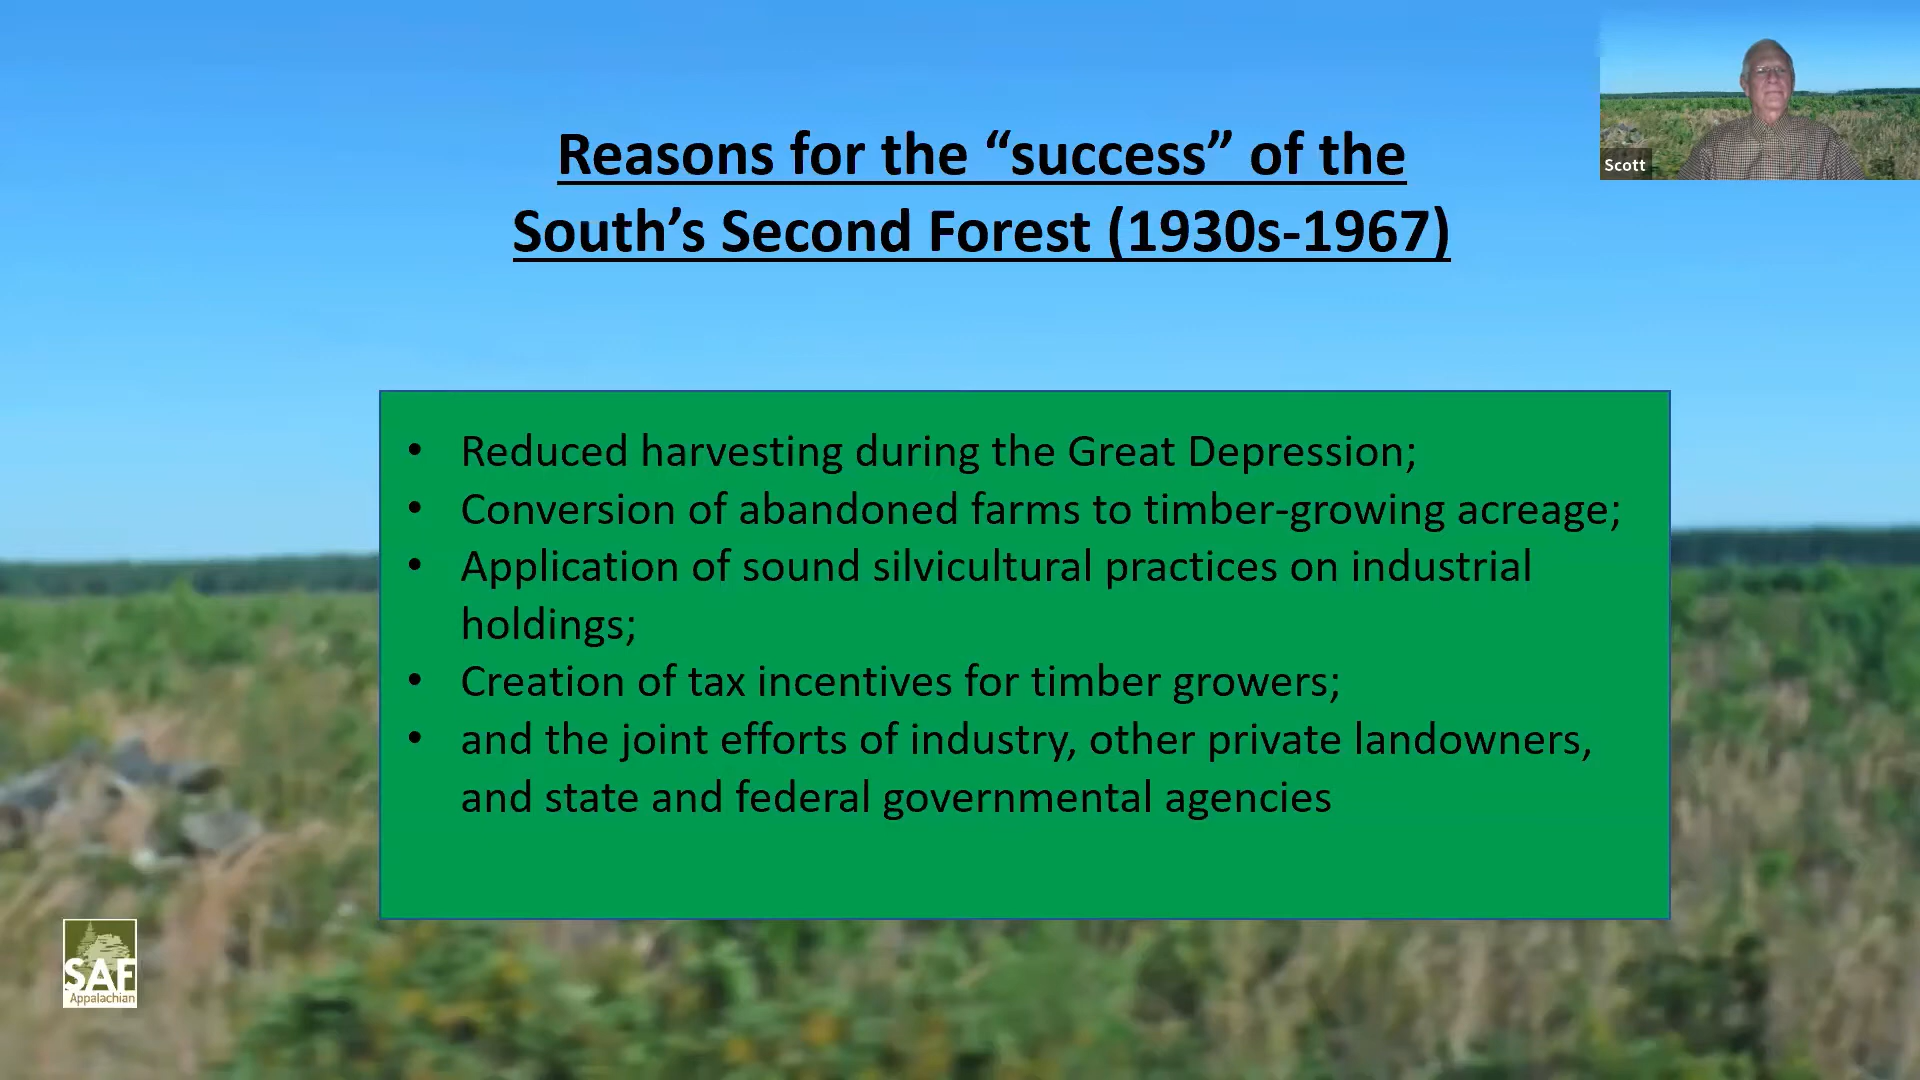 Reasons for the “success” of the
South’s Second Forest (1930s-1967)
Scott
• Reduced harvesting during the Great Depression;
• Conversion of abandoned farms to timber-growing acreage;
• Application of sound silvicultural practices on industrial
holdings;
• Creation of tax incentives for timber growers;
• and the joint efforts of industry, other private landowners,
and state and federal governmental agencies
SAF
Appalachian